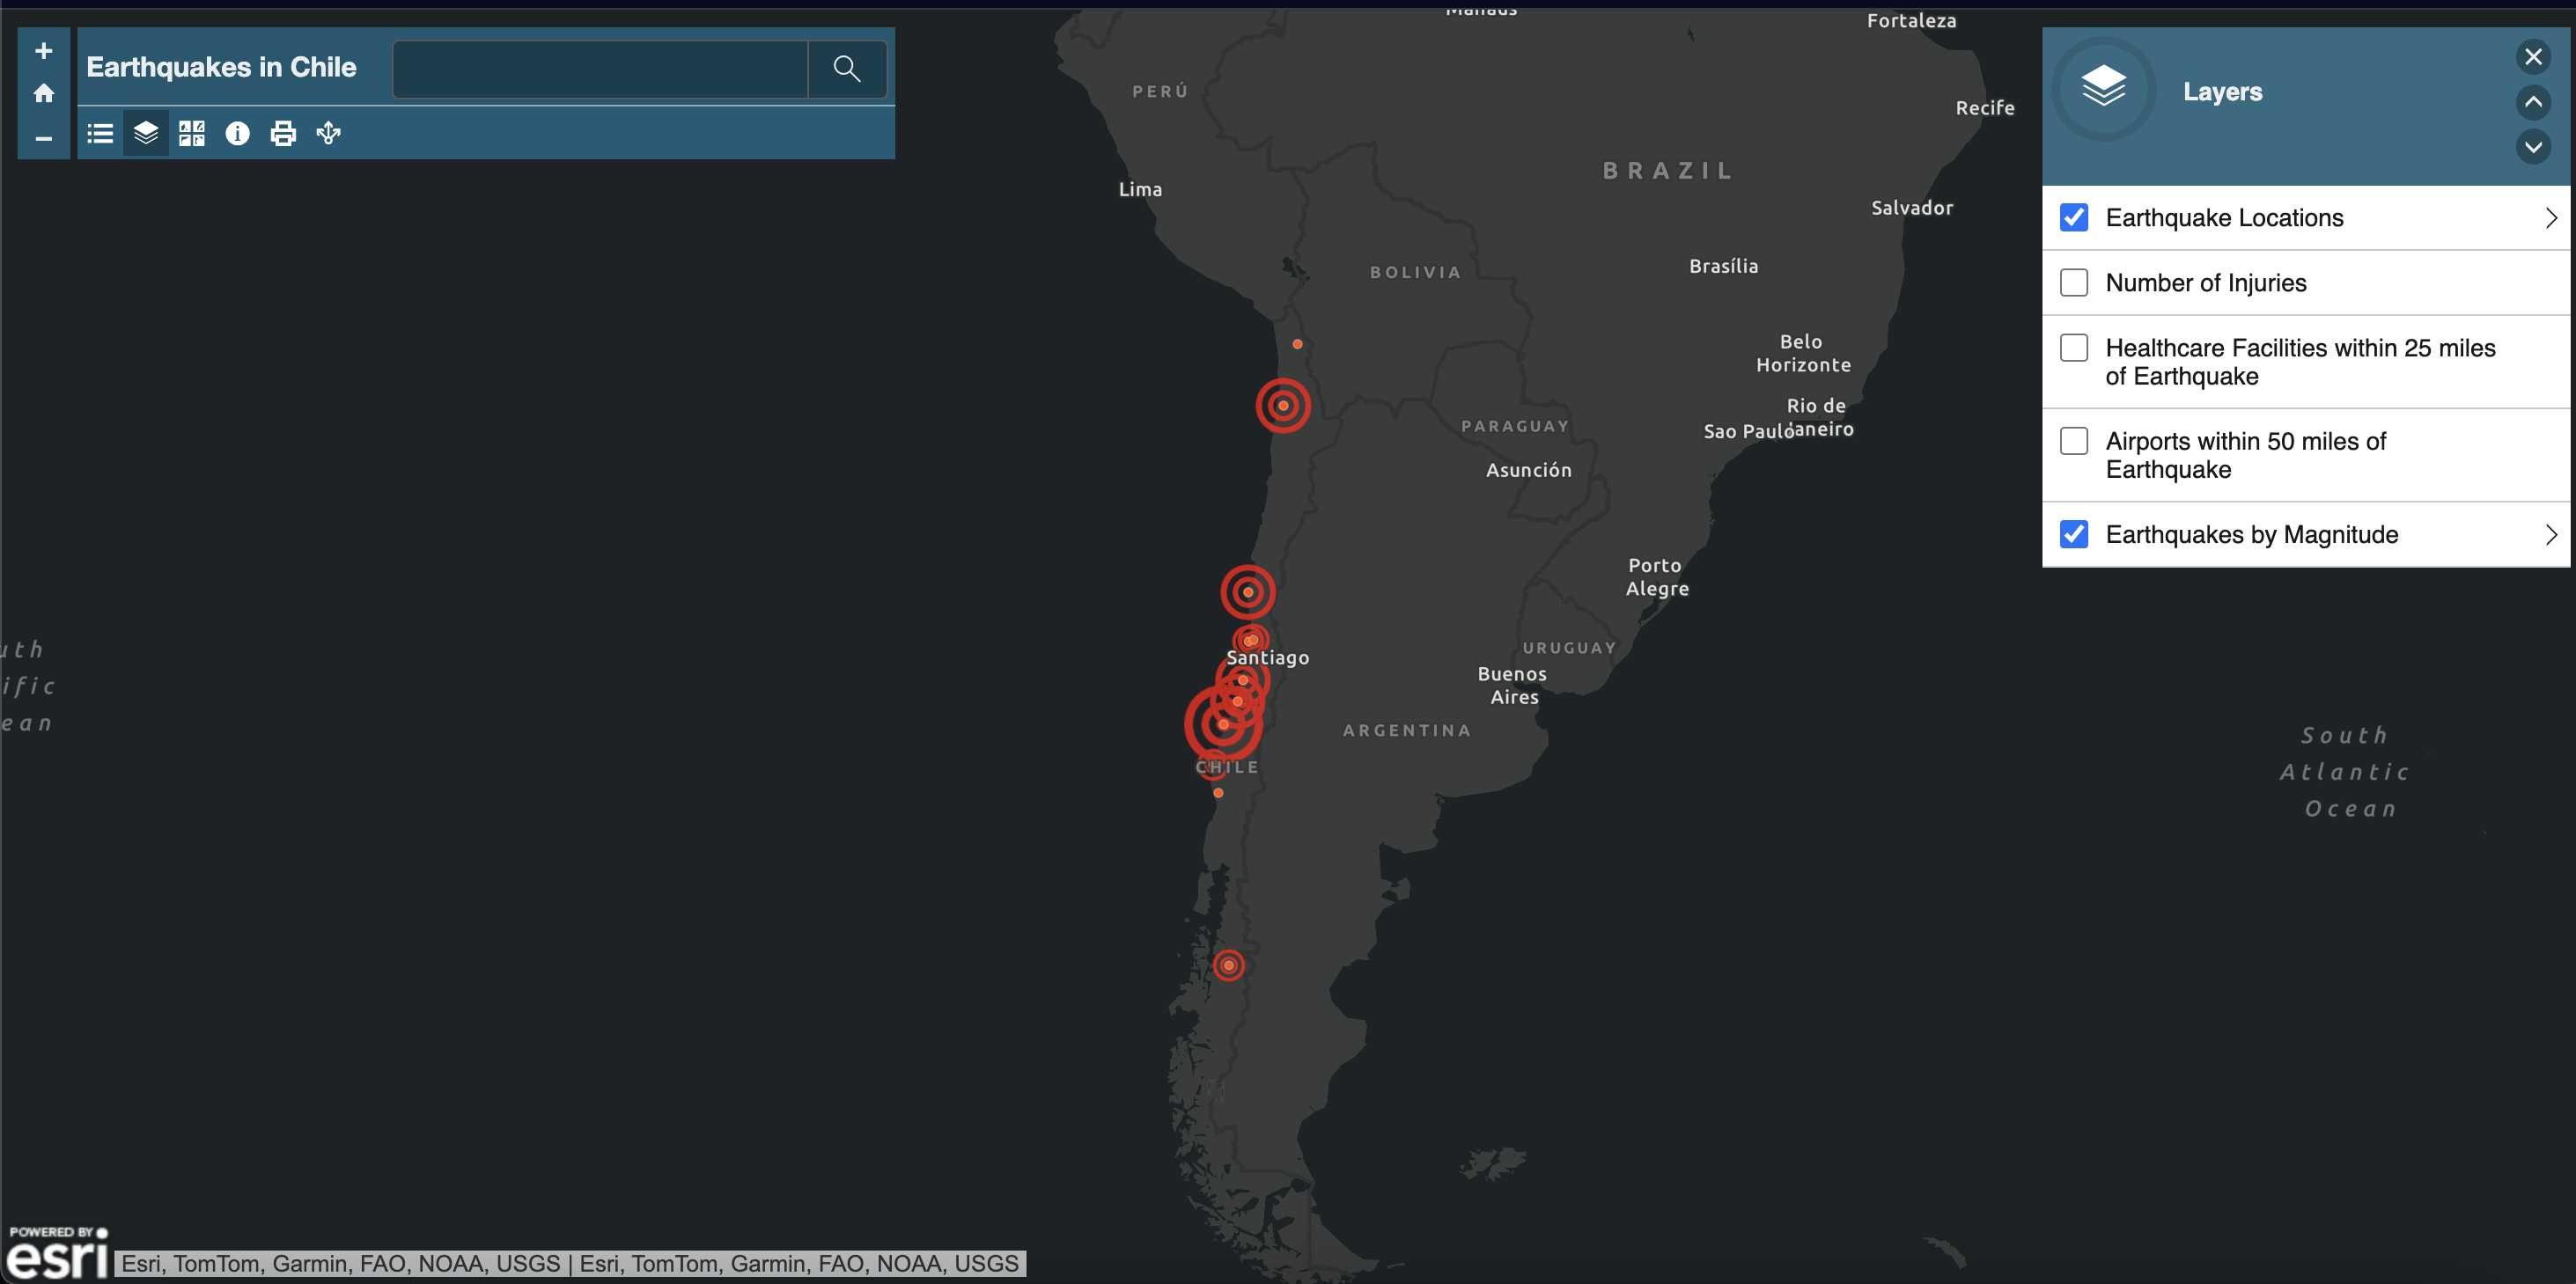 Earthquakes in Chile
Layers
Earthquake Locations
Number of Injuries
Healthcare Facilities within 25 miles
of Earthquake
Airports within 50 miles of
Earthquake
Earthquakes by Magnitude
Manaus
Fortaleza
PERÚ
Recife
Lima
BRAZIL
Salvador
BOLIVIA
Brasília
Belo
Horizonte
Rio de
Janeiro
Sao Paulo
PARAGUAY
Asunción
Porto
Alegre
Santiago
URUGUAY
Buenos
Aires
ARGENTINA
CHILE
South
Atlantic
Ocean
uth
ific
ean
POWERED BY
esri
Esri, TomTom, Garmin, FAO, NOAA, USGS | Esri, TomTom, Garmin, FAO, NOAA, USGS